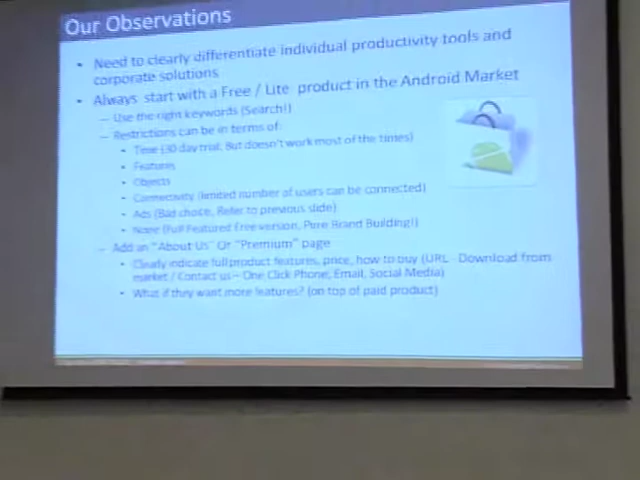 Our Observations
• Need to clearly differentiate individual productivity tools and
corporate solutions
• Always start with a Free / Lite product in the Android Market
– Use the right keywords (Search!)
– Restrictions can be in terms of:
• Time (30 day trial. But doesn't work most of the times)
• Features
• Objects
• Connectivity (limited number of users can be connected)
• Ads (Bad choice, Refer to previous slide)
• None (Full Featured Free version, Pure Brand Building!)
– Add an "About Us" Or "Premium" page
• Clearly indicate full product features, price, how to buy (URL - Download from
market / Contact us – One Click Phone, Email, Social Media)
• What if they want more features? (on top of paid product)